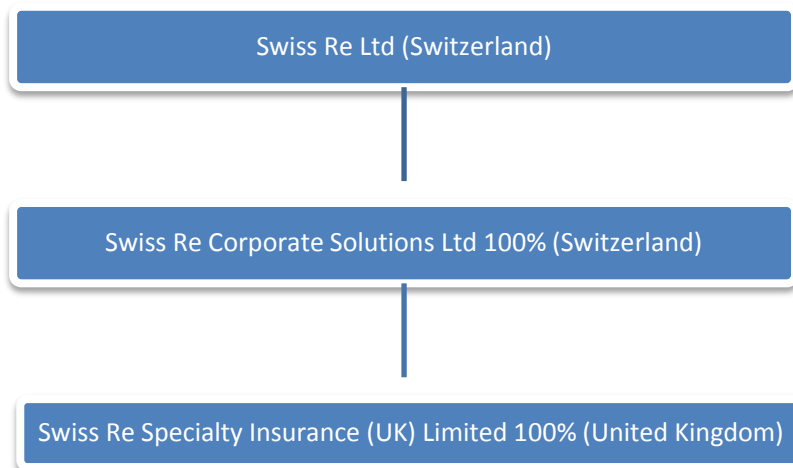 Swiss Re Ltd (Switzerland)
Swiss Re Corporate Solutions Ltd 100% (Switzerland)
Swiss Re Specialty Insurance (UK) Limited 100% (United Kingdom)